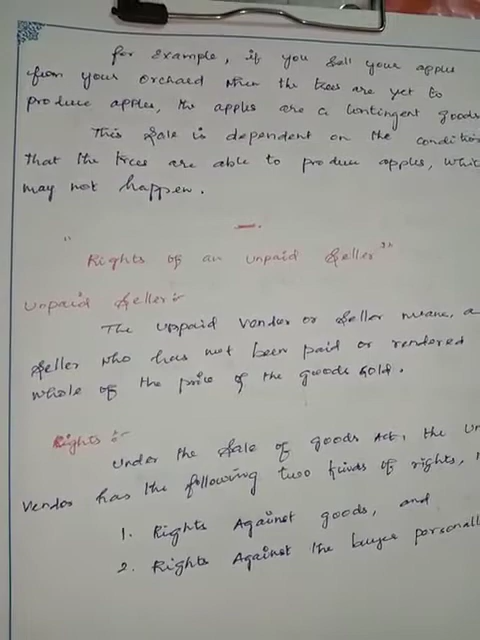 for example, if you sell your apples
from your orchard when the trees are yet to
produce apples, the apples are a contingent goods
This sale is dependent on the condition
that the trees are able to produce apples, which
may not happen.
"Rights of an unpaid seller"
Unpaid seller:-
The unpaid vendor or seller means, a
seller who has not been paid or rendered
whole of the price of the goods sold.
Rights :-
Under the sale of goods Act, the un
vendor has the following two kinds of rights,
1. Rights Against goods, and
2. Rights Against the buyer personall